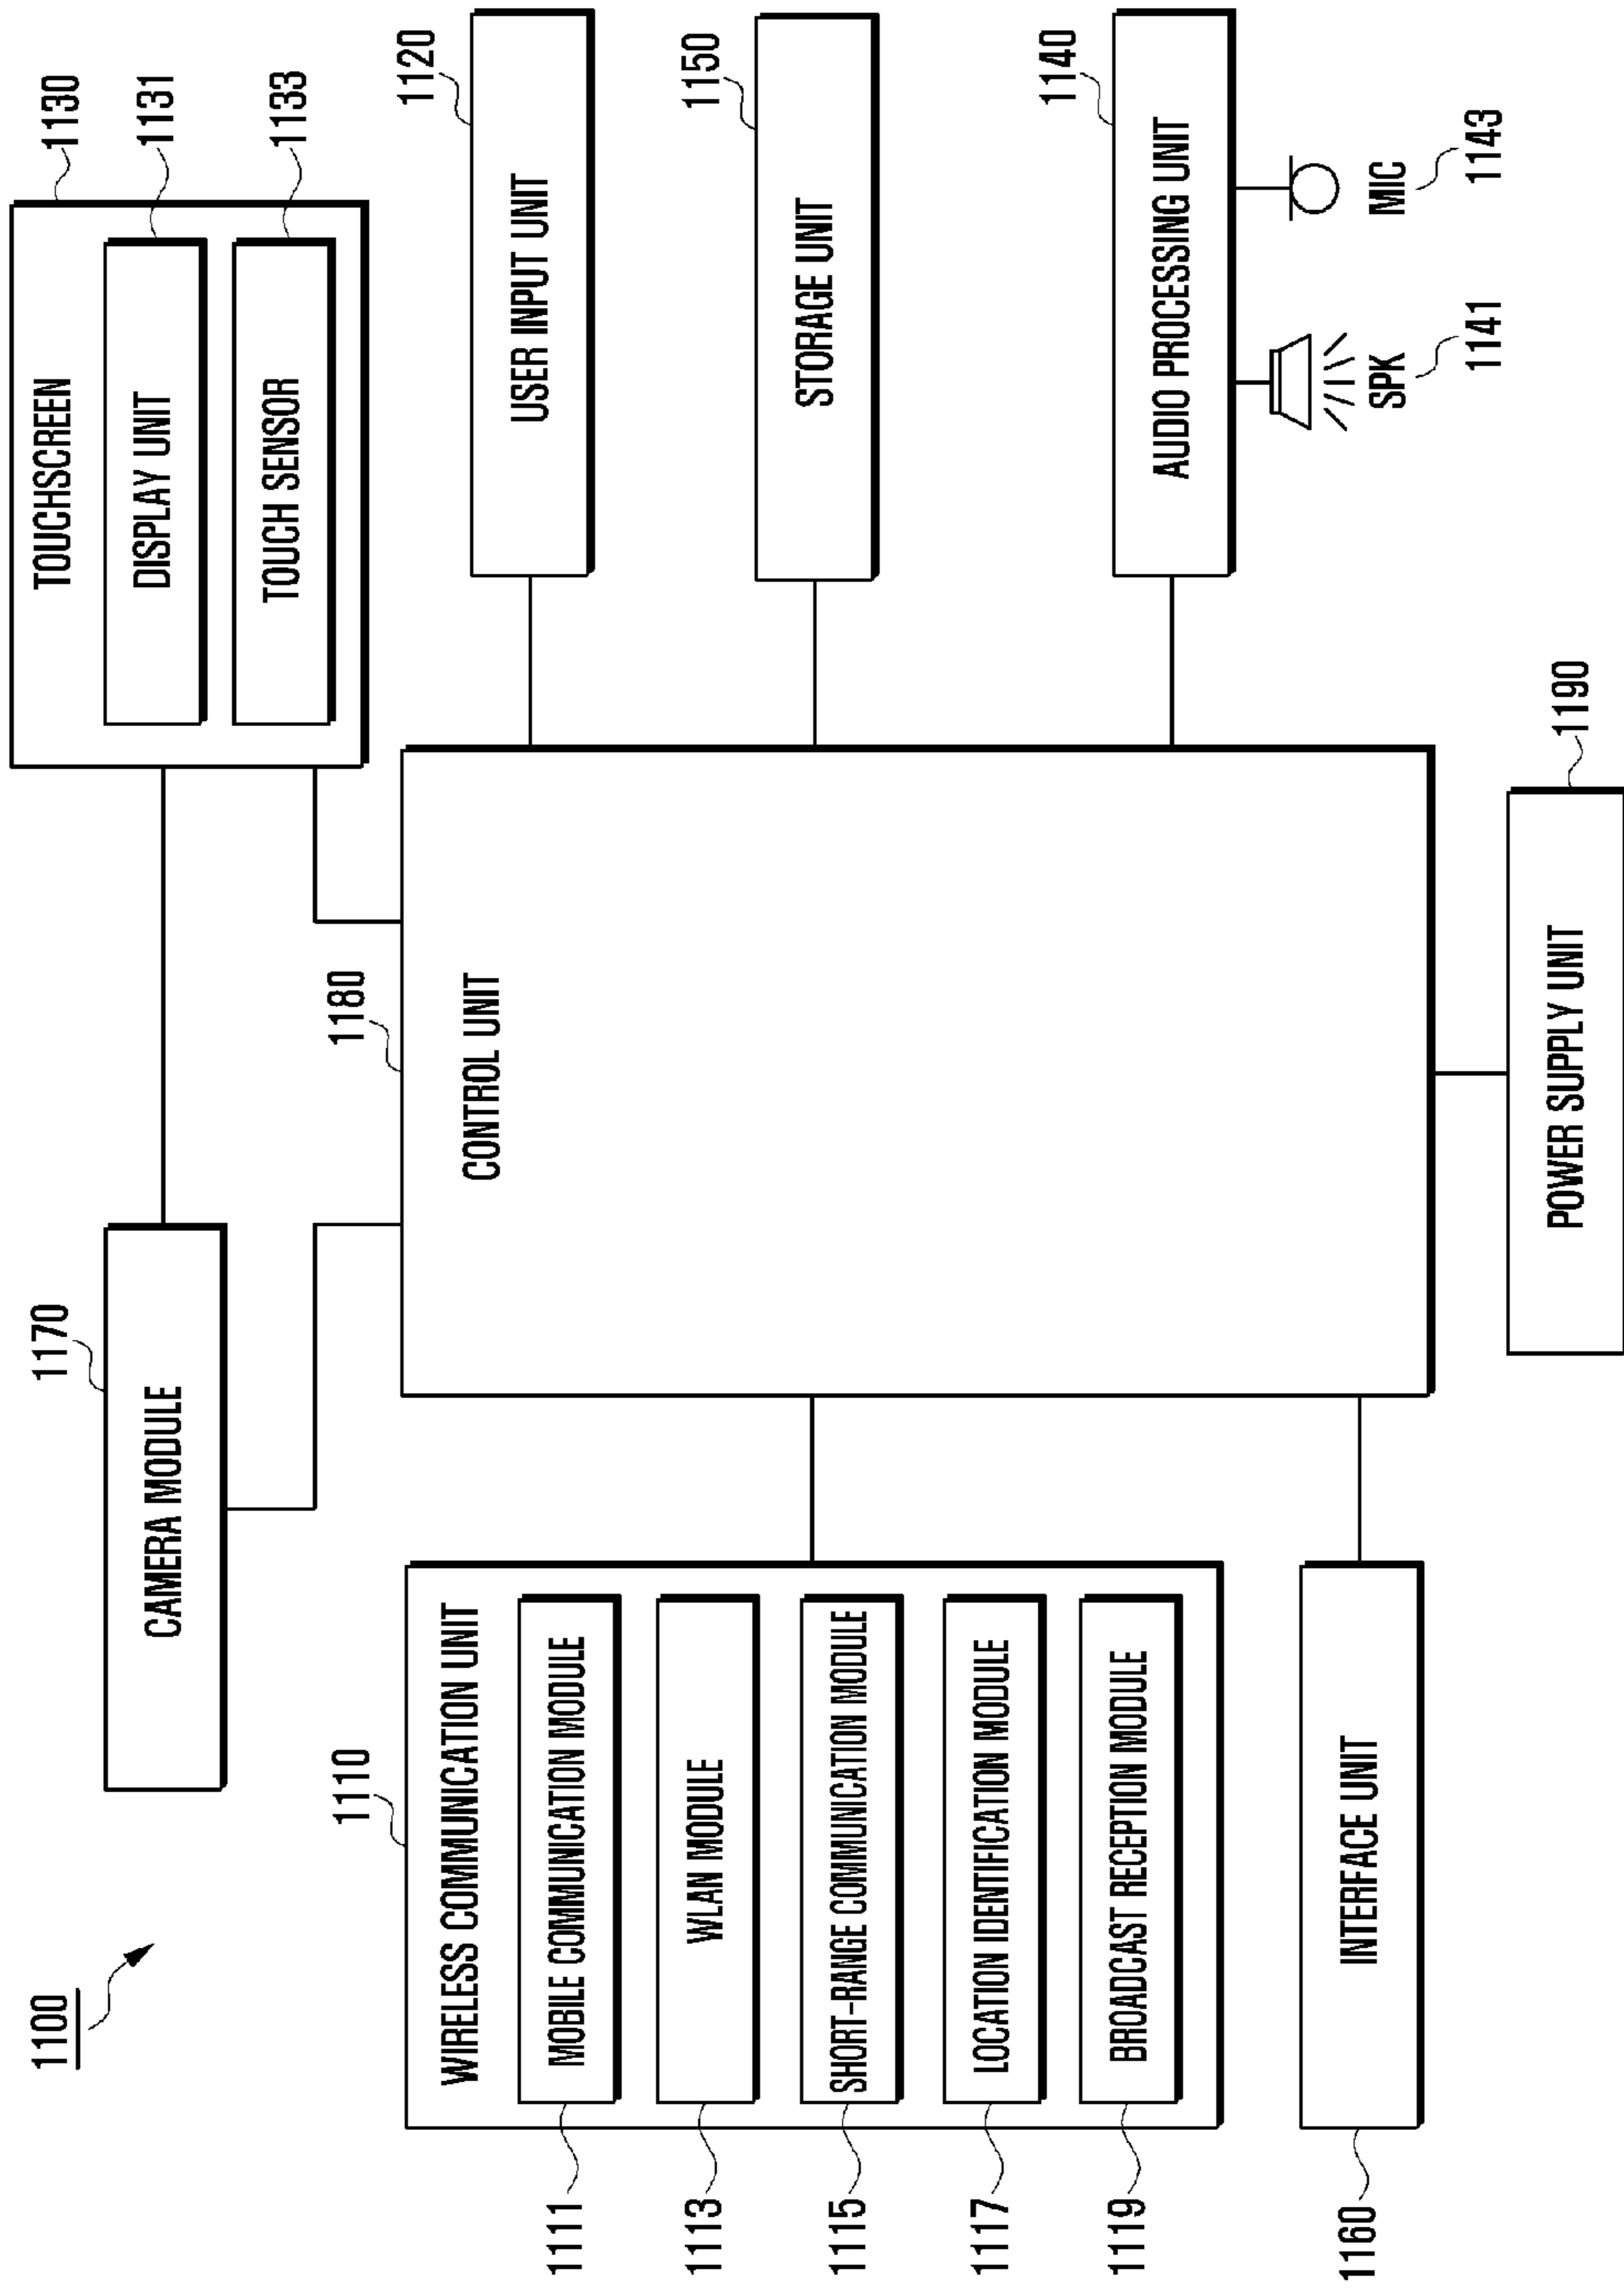 1100
1170
CAMERA MODULE
1130
TOUCHSCREEN
DISPLAY UNIT
1131
TOUCH SENSOR
1133
1110
WIRELESS COMMUNICATION UNIT
1111
MOBILE COMMUNICATION MODULE
1113
WLAN MODULE
1115
SHORT-RANGE COMMUNICATION MODULE
1117
LOCATION IDENTIFICATION MODULE
1119
BROADCAST RECEPTION MODULE
1160
INTERFACE UNIT
1180
CONTROL UNIT
1120
USER INPUT UNIT
1150
STORAGE UNIT
1140
AUDIO PROCESSING UNIT
SPK
MIC
1141
1143
1190
POWER SUPPLY UNIT